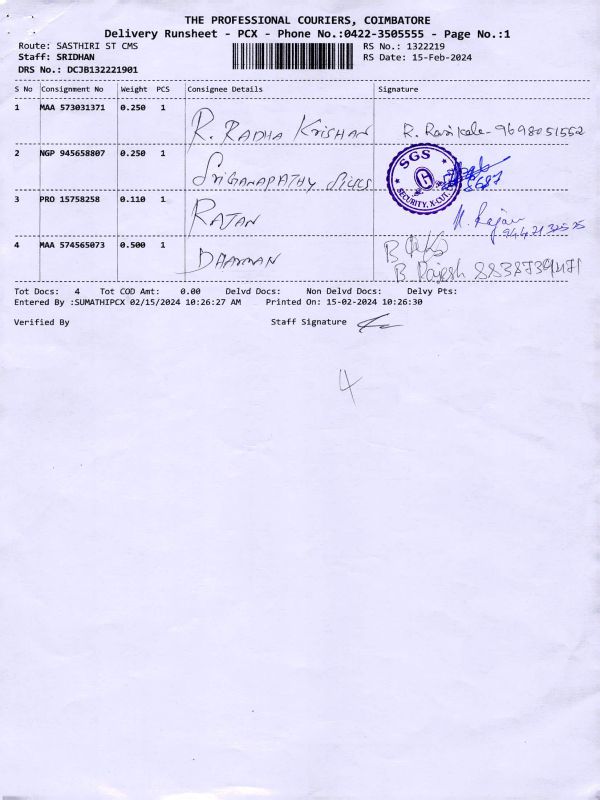 THE PROFESSIONAL COURIERS, COIMBATORE
Delivery Runsheet - PCX - Phone No.:0422-3505555 - Page No.:1
Route: SASTHIRI ST CMS RS No.: 1322219
Staff: SRIDHAN RS Date: 15-Feb-2024
DRS No.: DCJB132221901
S No Consignment No Weight PCS Consignee Details Signature
1 MAA 573031371 0.250 1 R. RADHA KRISHAN R. Rasikala-9698051552
2 NGP 945658807 0.250 1 SRIGANAPATHY SILKS SGS SECURITY, X-CUT.
3 PRO 15758258 0.110 1 RAJAN M. Rajan
4 MAA 574565073 0.500 1 DHARMAN
B Rajesh
Tot Docs: 4 Tot COD Amt: 0.00 Delvd Docs: Non Delvd Docs: Delvy Pts:
Entered By :SUMATHIPCX 02/15/2024 10:26:27 AM Printed On: 15-02-2024 10:26:30
Verified By Staff Signature
4